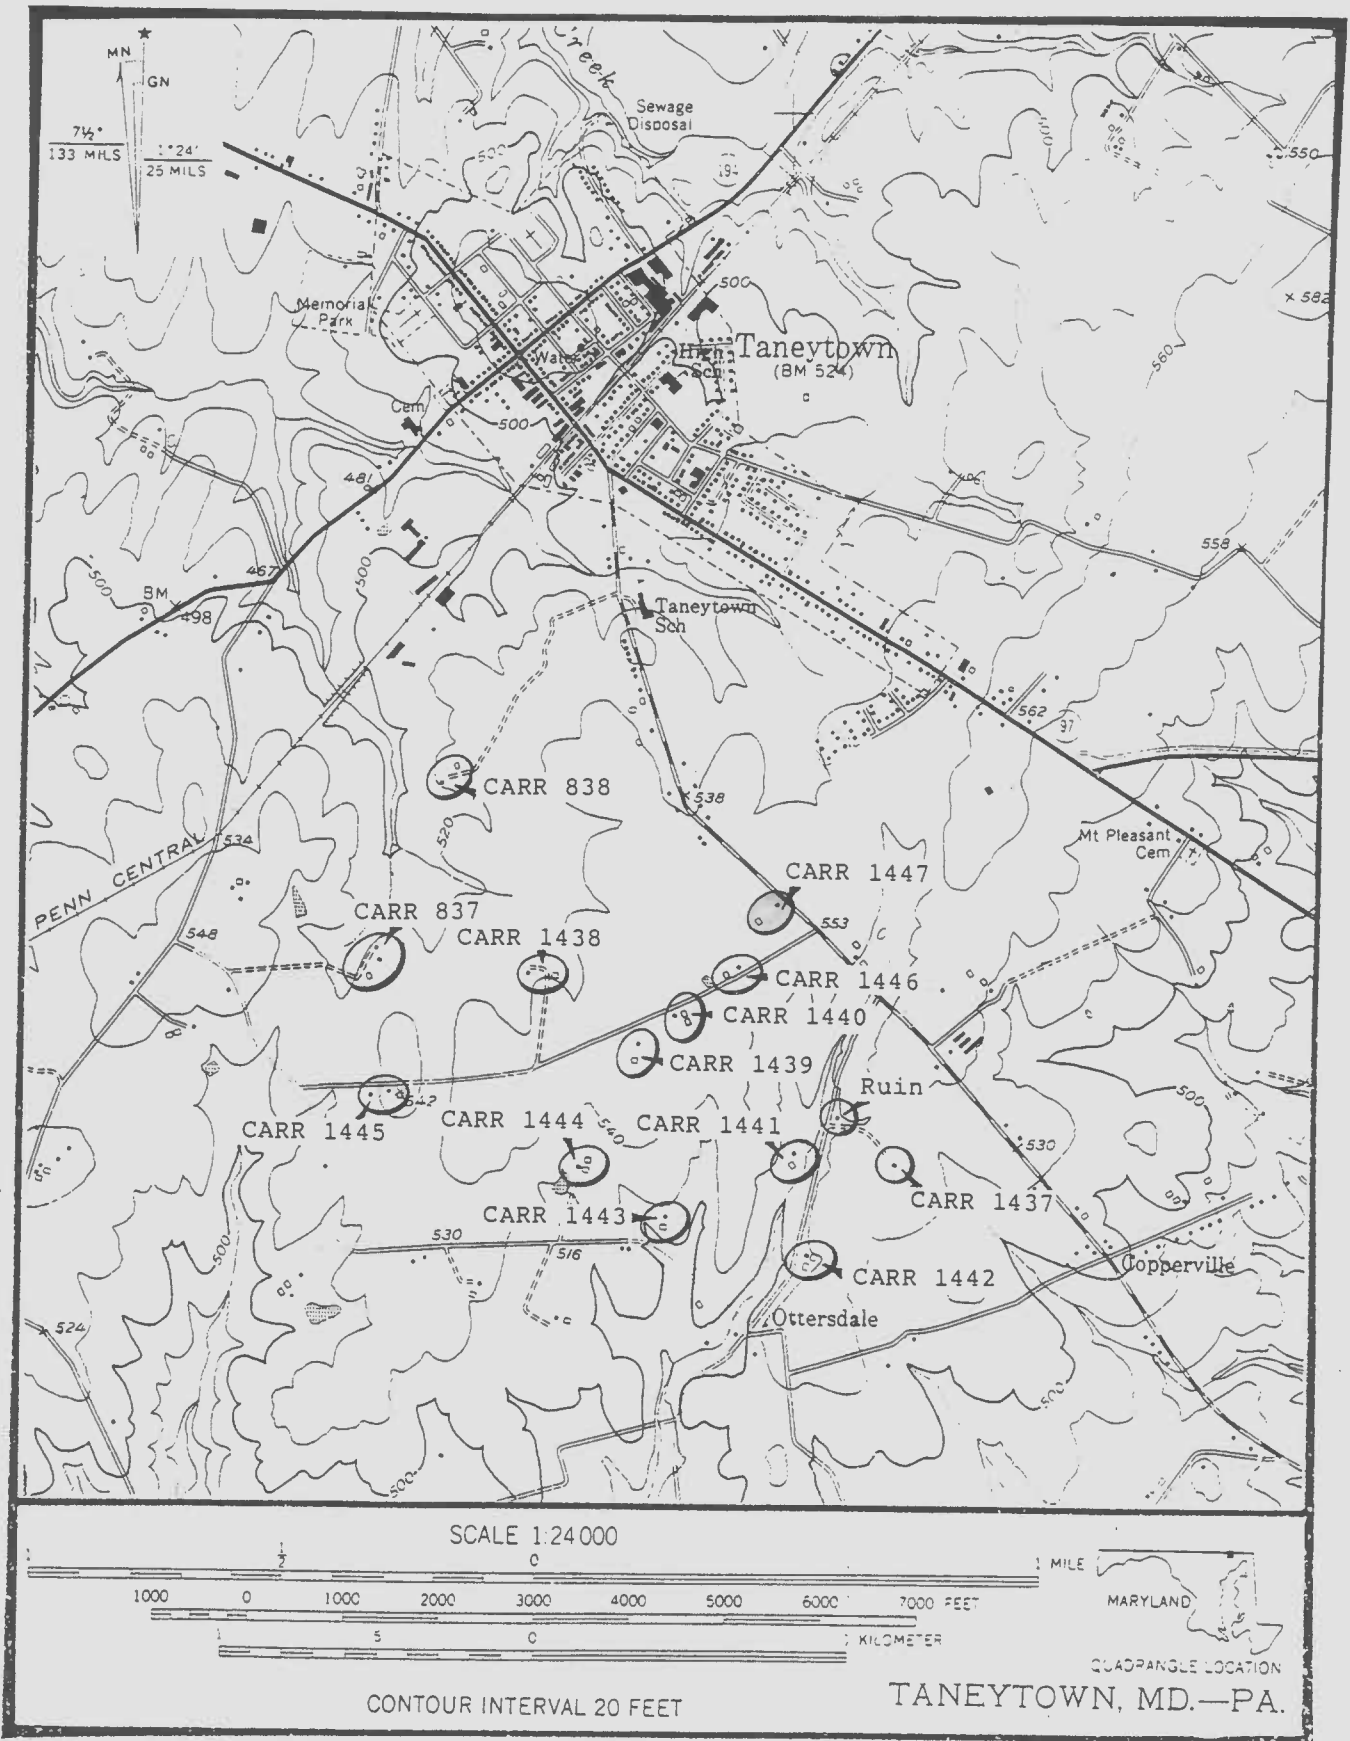 MN
GN
7½°
133 MILS
1°24'
25 MILS
Creek
Sewage
Disposal
500
194
500
550
582
500
Memorial
Park
560
Water
High
Sch
Taneytown
(BM 524)
Cem
500
481
496
558
467
500
500
BM
498
Taneytown
Sch
562
97
CARR 838
538
520
534
Mt Pleasant
Cem
PENN CENTRAL
CARR 1447
CARR 837
553
548
CARR 1438
CARR 1446
CARR 1440
CARR 1439
Ruin
500
542
CARR 1445
CARR 1444
540
CARR 1441
530
CARR 1437
CARR 1443
530
516
500
Copperville
CARR 1442
Ottersdale
524
500
500
SCALE 1:24000
1 ½ 0 1 MILE
1000 0 1000 2000 3000 4000 5000 6000 7000 FEET
1 5 0 1 KILOMETER
MARYLAND
QUADRANGLE LOCATION
CONTOUR INTERVAL 20 FEET
TANEYTOWN, MD.—PA.